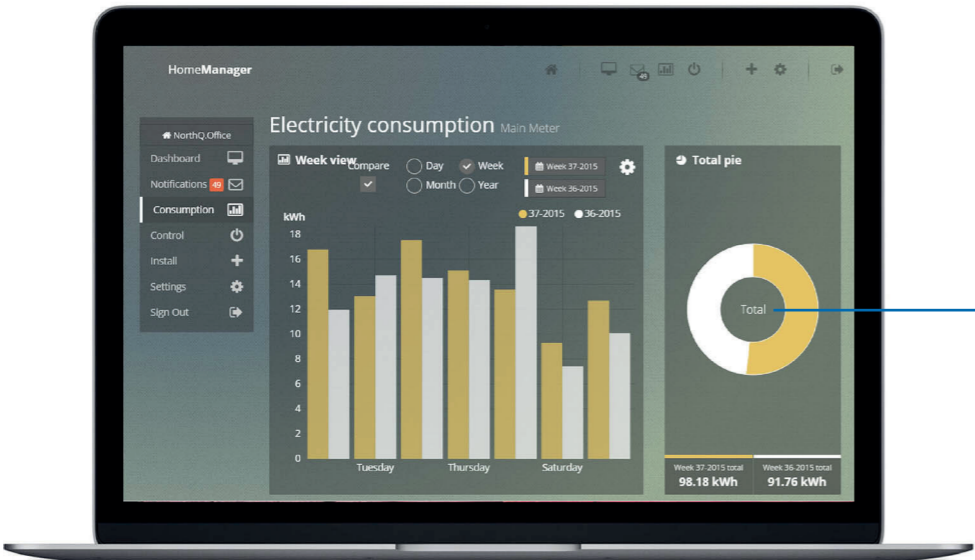 HomeManager
49
NorthQ.Office
Dashboard
Notifications 49
Consumption
Control
Install
Settings
Sign Out
Electricity consumption Main Meter
Week view
Compare
Day
Week
Month
Year
Week 37-2015
Week 36-2015
37-2015
36-2015
kWh
18
16
14
12
10
8
6
4
2
0
Tuesday
Thursday
Saturday
Total pie
Total
Week 37-2015 total
98.18 kWh
Week 36-2015 total
91.76 kWh